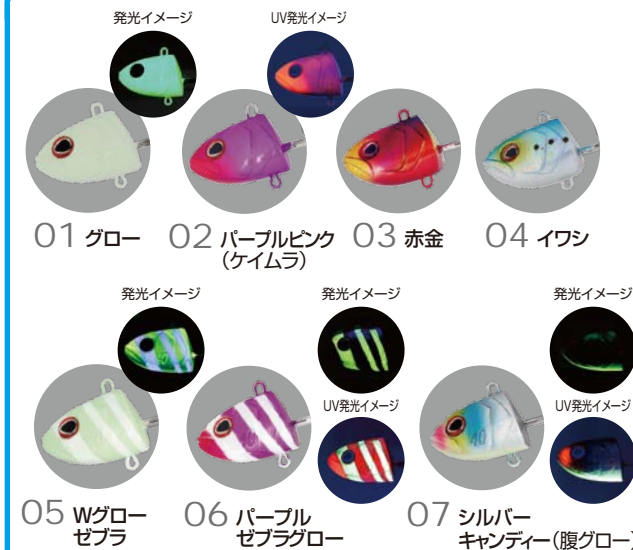 発光イメージ
UV発光イメージ
01 グロー
02 パープルピンク
(ケイムラ)
03 赤金
04 イワシ
発光イメージ
発光イメージ
発光イメージ
UV発光イメージ
UV発光イメージ
40
40
40
05 Wグロー
ゼブラ
06 パープル
ゼブラグロー
07 シルバー
キャンディー(腹グロー)